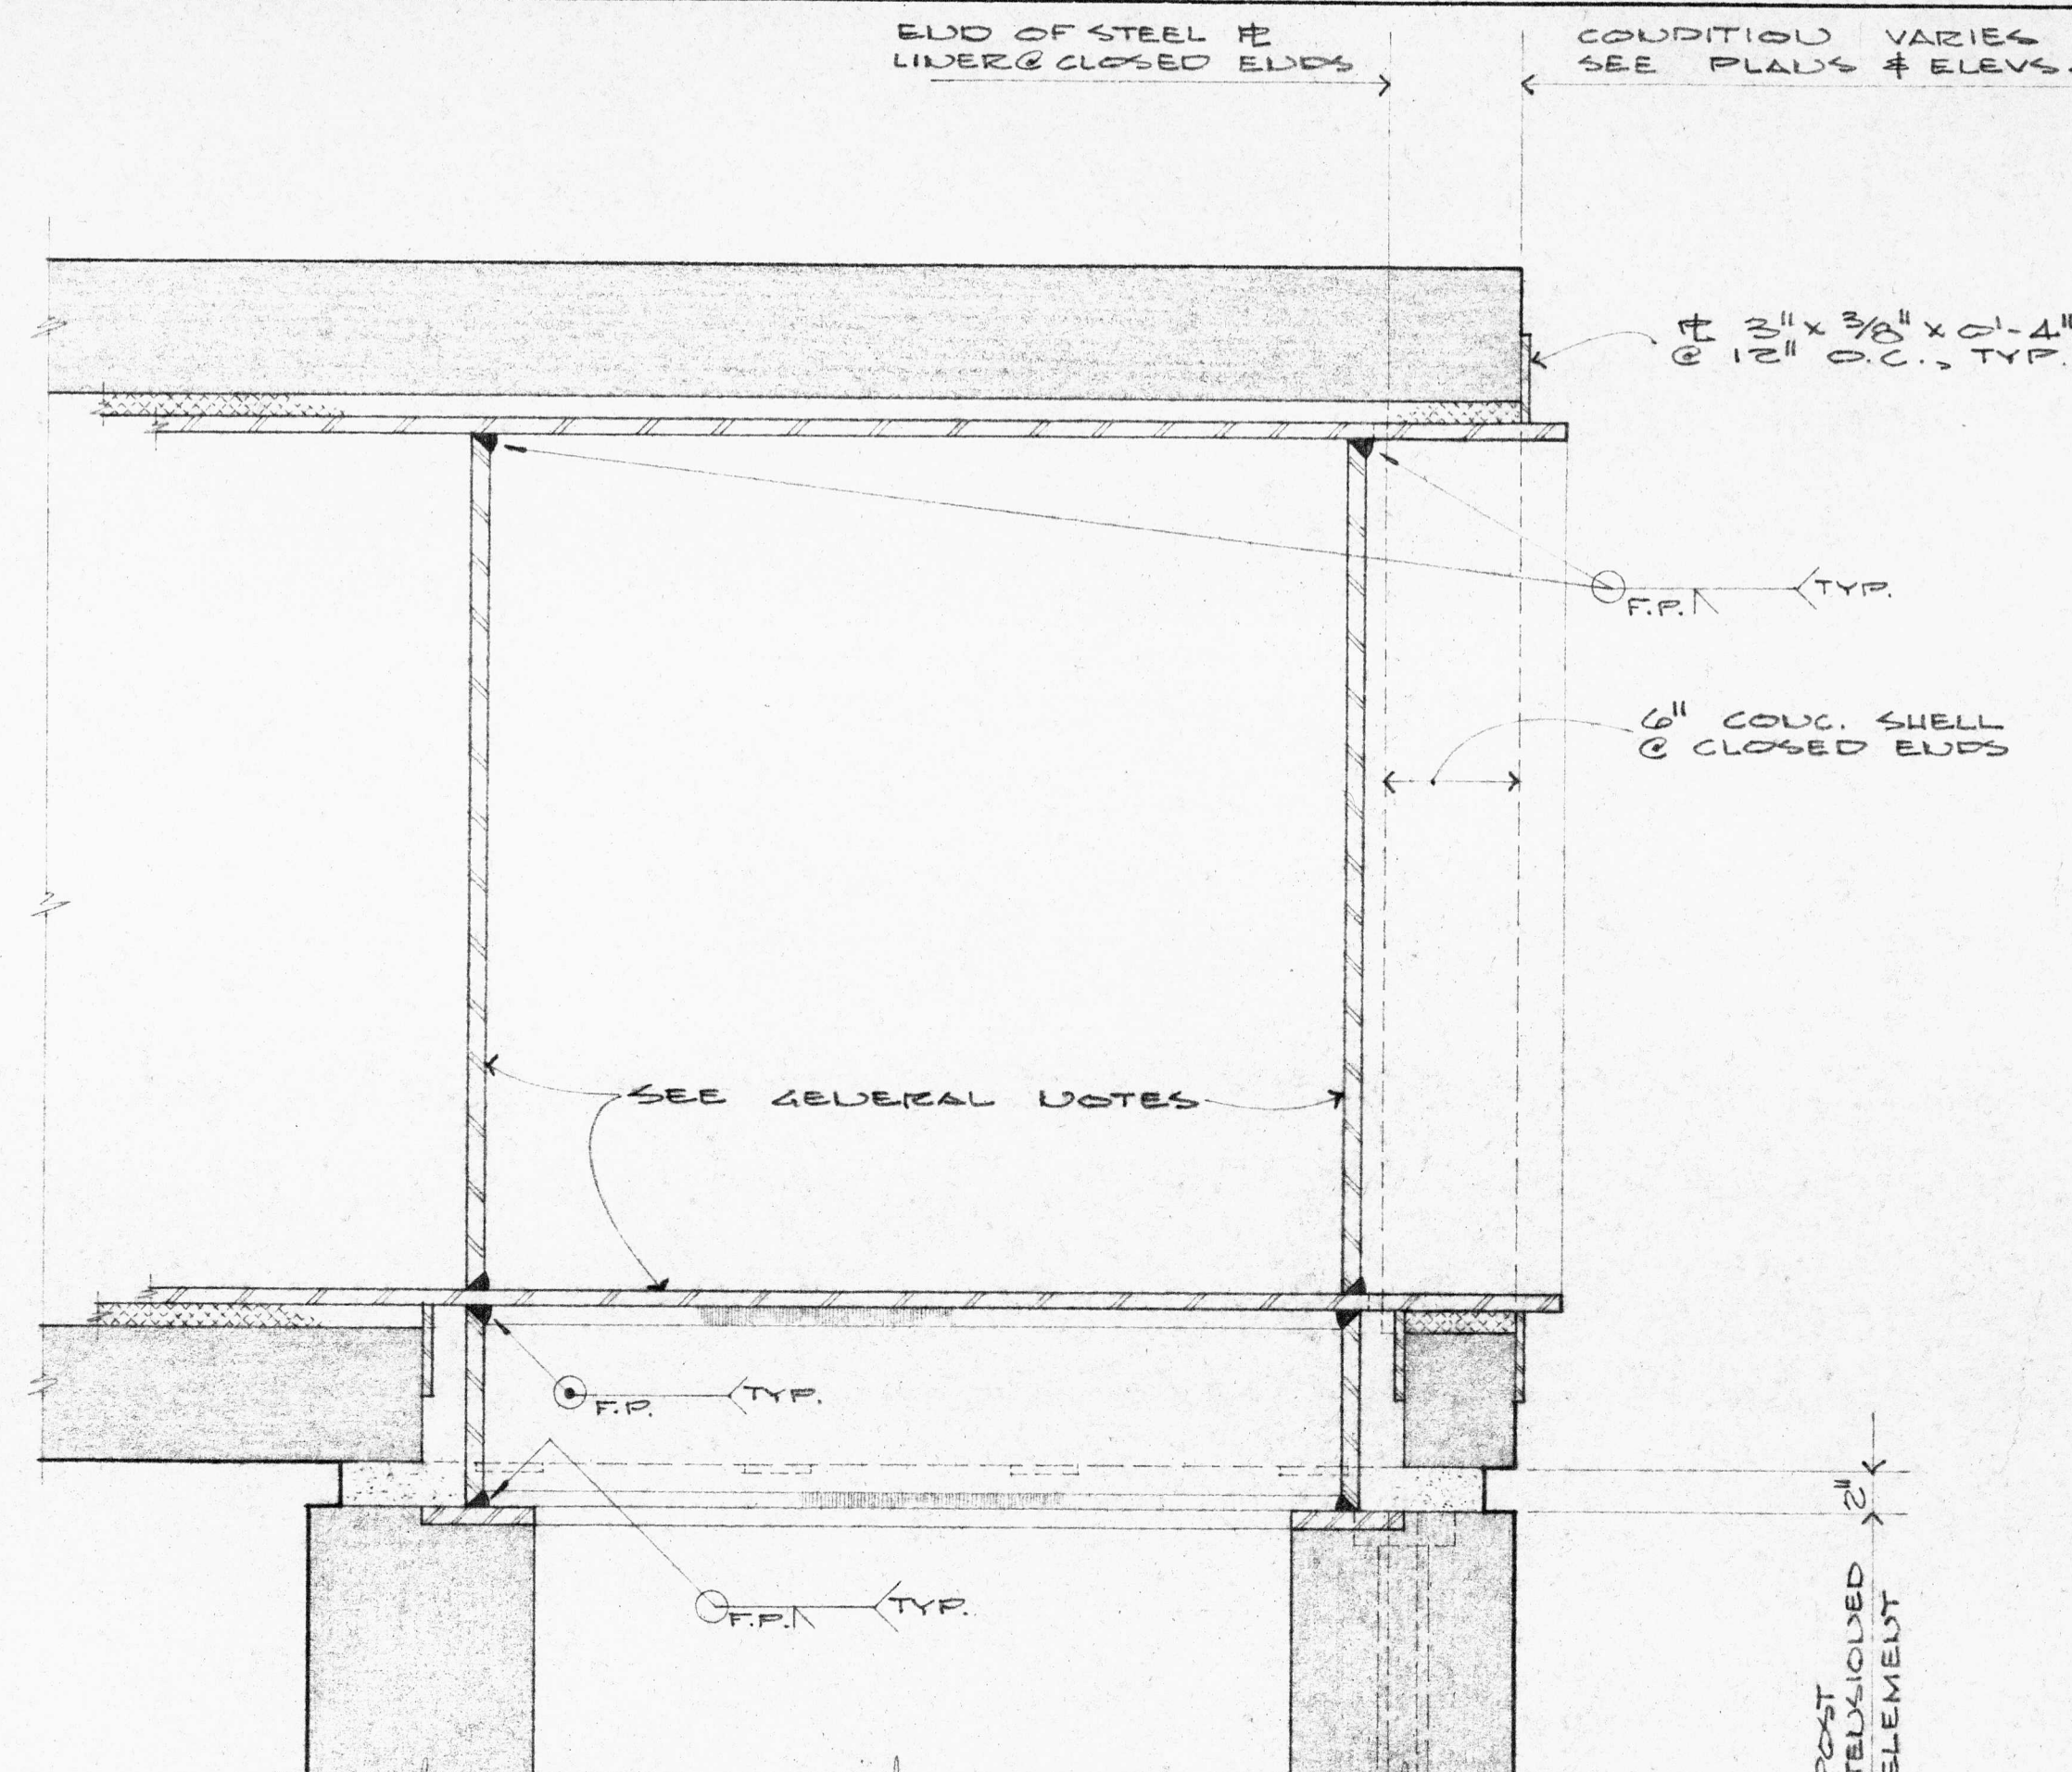 END OF STEEL ⅊
LINER @ CLOSED ENDS
CONDITION VARIES
SEE PLANS & ELEVS.
⅊ 3" x 3/8" x 0'-4"
@ 12" O.C., TYP.
F.P. TYP.
6" CONC. SHELL
@ CLOSED ENDS
SEE GENERAL NOTES
F.P. TYP.
2"
F.P. TYP.
POST
TENSIONED
ELEMENT